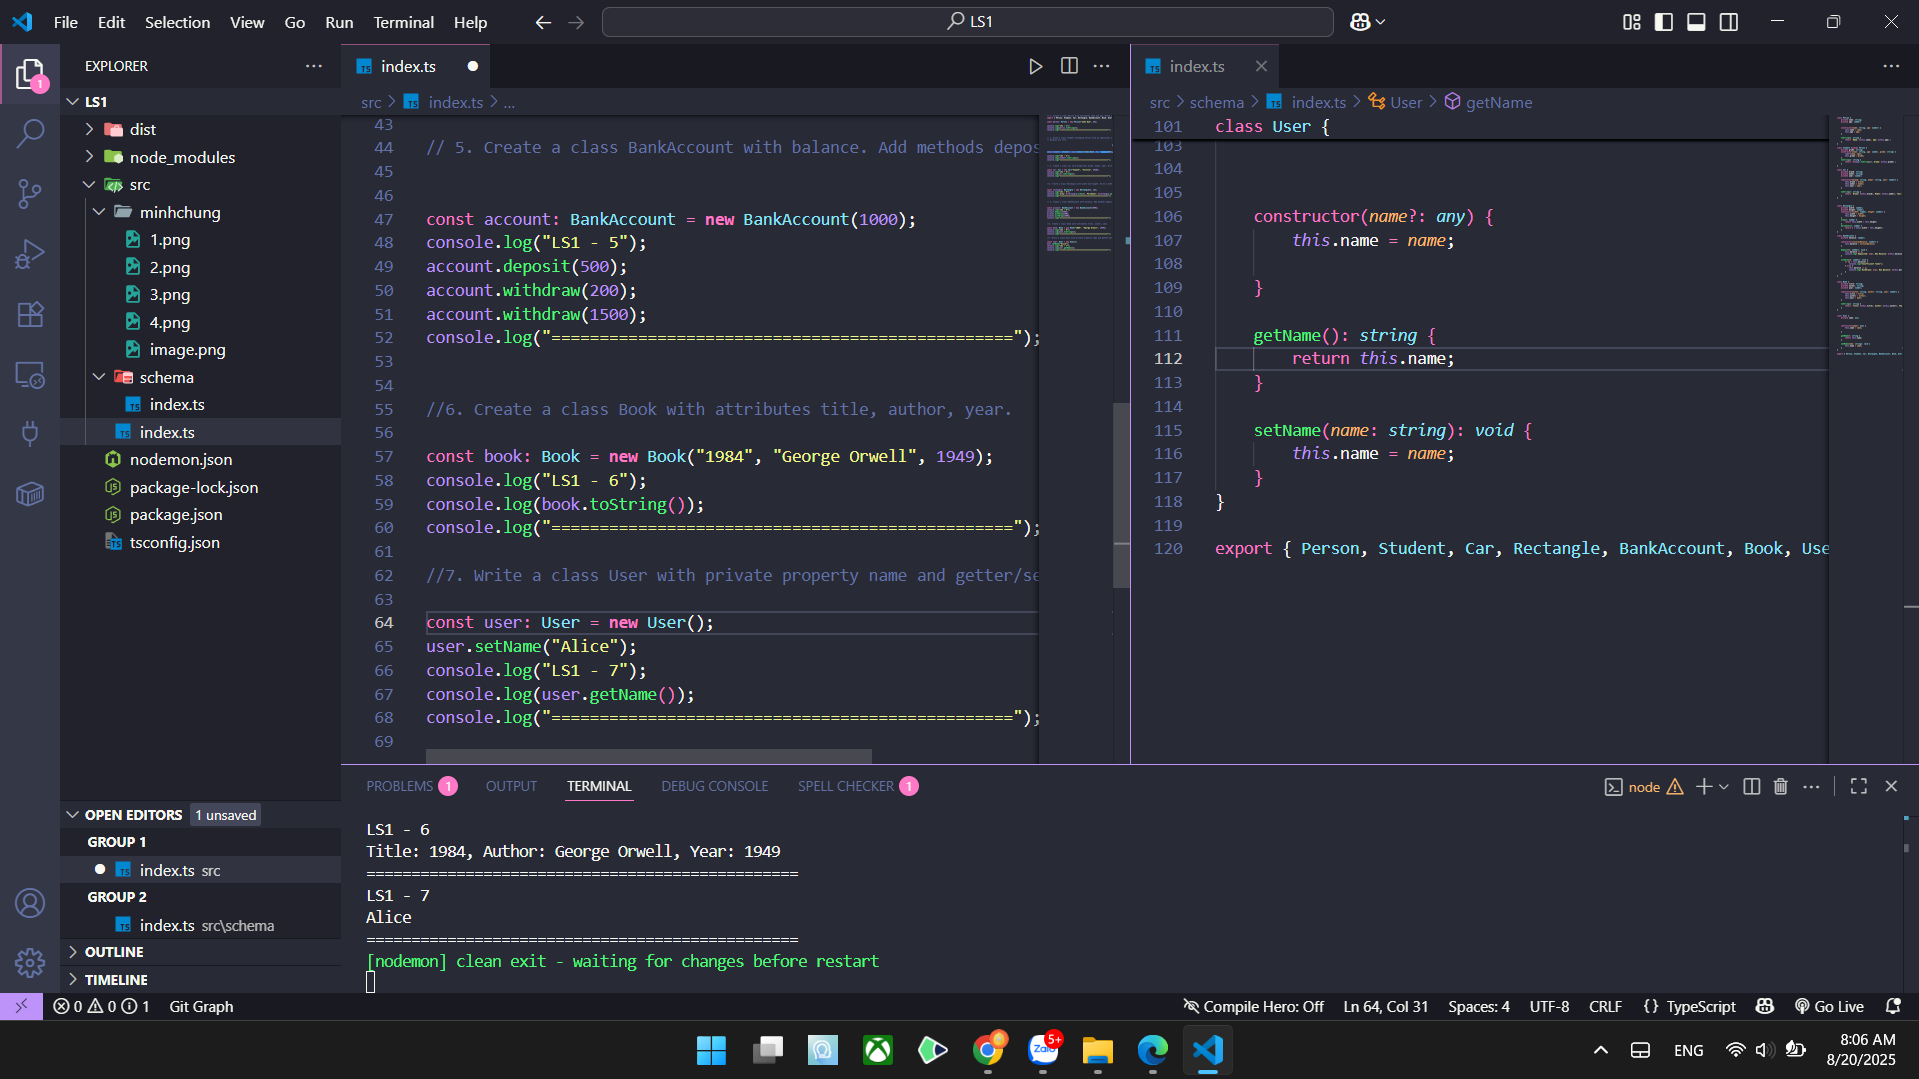 File Edit Selection View Go Run Terminal Help
LS1
EXPLORER
LS1
dist
node_modules
src
minhchung
1.png
2.png
3.png
4.png
image.png
schema
index.ts
index.ts
nodemon.json
package-lock.json
package.json
tsconfig.json
OPEN EDITORS 1 unsaved
GROUP 1
index.ts src
GROUP 2
index.ts src\schema
OUTLINE
TIMELINE
index.ts
src > index.ts > ...
43
44 // 5. Create a class BankAccount with balance. Add methods depos
45
46
47 const account: BankAccount = new BankAccount(1000);
48 console.log("LS1 - 5");
49 account.deposit(500);
50 account.withdraw(200);
51 account.withdraw(1500);
52 console.log("================================================");
53
54
55 //6. Create a class Book with attributes title, author, year.
56
57 const book: Book = new Book("1984", "George Orwell", 1949);
58 console.log("LS1 - 6");
59 console.log(book.toString());
60 console.log("================================================");
61
62 //7. Write a class User with private property name and getter/se
63
64 const user: User = new User();
65 user.setName("Alice");
66 console.log("LS1 - 7");
67 console.log(user.getName());
68 console.log("================================================");
69
index.ts
src > schema > index.ts > User > getName
101 class User {
103
104
105
106 constructor(name?: any) {
107 this.name = name;
108
109 }
110
111 getName(): string {
112 return this.name;
113 }
114
115 setName(name: string): void {
116 this.name = name;
117 }
118 }
119
120 export { Person, Student, Car, Rectangle, BankAccount, Book, Use
PROBLEMS 1 OUTPUT TERMINAL DEBUG CONSOLE SPELL CHECKER 1
node
LS1 - 6
Title: 1984, Author: George Orwell, Year: 1949
================================================
LS1 - 7
Alice
================================================
[nodemon] clean exit - waiting for changes before restart
0 0 1 Git Graph
Compile Hero: Off Ln 64, Col 31 Spaces: 4 UTF-8 CRLF {} TypeScript Go Live
Zalo 5+
ENG
8:06 AM
8/20/2025